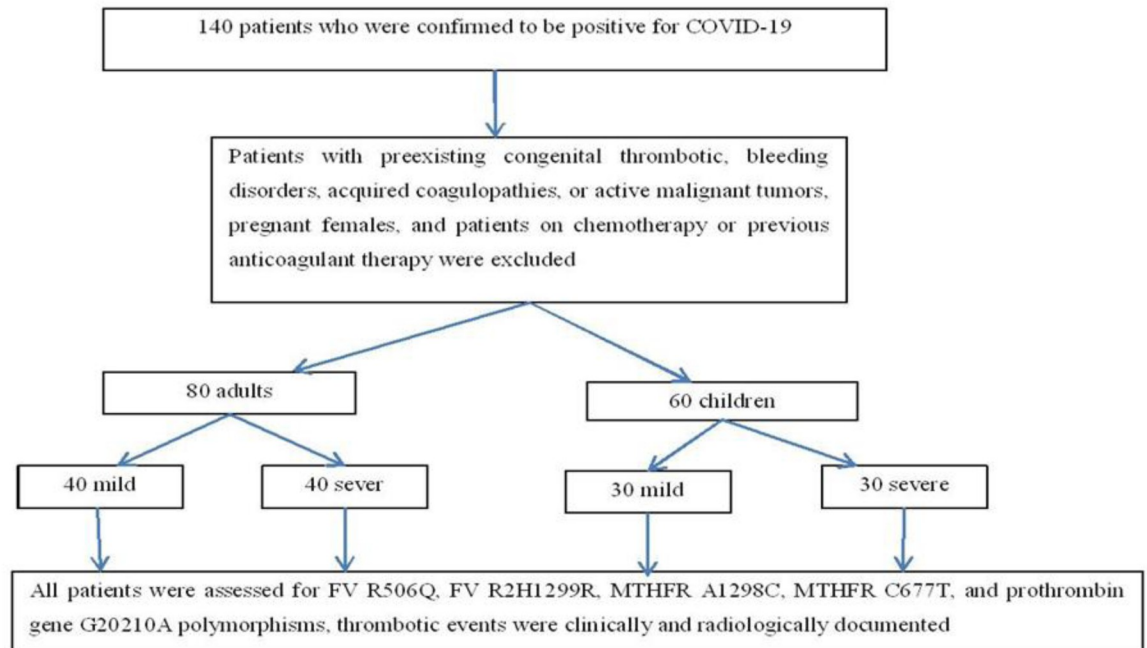 140 patients who were confirmed to be positive for COVID-19
Patients with preexisting congenital thrombotic, bleeding
disorders, acquired coagulopathies, or active malignant tumors,
pregnant females, and patients on chemotherapy or previous
anticoagulant therapy were excluded
80 adults
60 children
40 mild
40 sever
30 mild
30 severe
All patients were assessed for FV R506Q, FV R2H1299R, MTHFR A1298C, MTHFR C677T, and prothrombin
gene G20210A polymorphisms, thrombotic events were clinically and radiologically documented